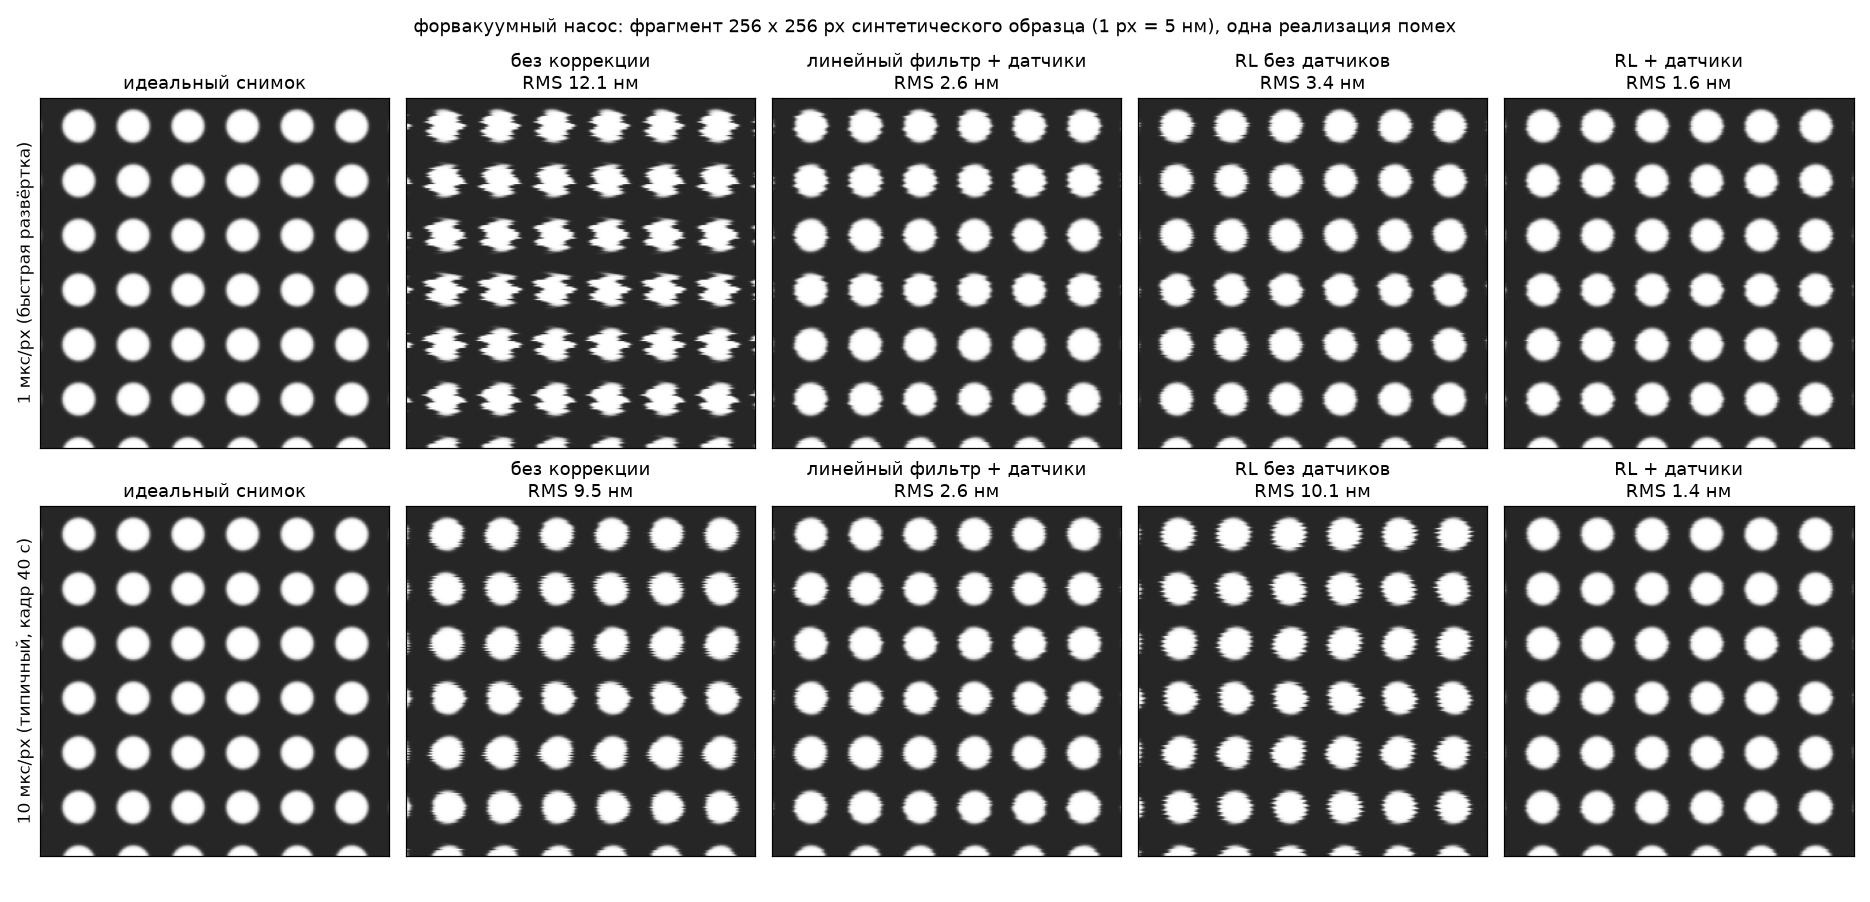 форвакуумный насос: фрагмент 256 x 256 px синтетического образца (1 px = 5 нм), одна реализация помех
1 мкс/px (быстрая развёртка)
идеальный снимок
без коррекции
RMS 12.1 нм
линейный фильтр + датчики
RMS 2.6 нм
RL без датчиков
RMS 3.4 нм
RL + датчики
RMS 1.6 нм
10 мкс/px (типичный, кадр 40 с)
идеальный снимок
без коррекции
RMS 9.5 нм
линейный фильтр + датчики
RMS 2.6 нм
RL без датчиков
RMS 10.1 нм
RL + датчики
RMS 1.4 нм